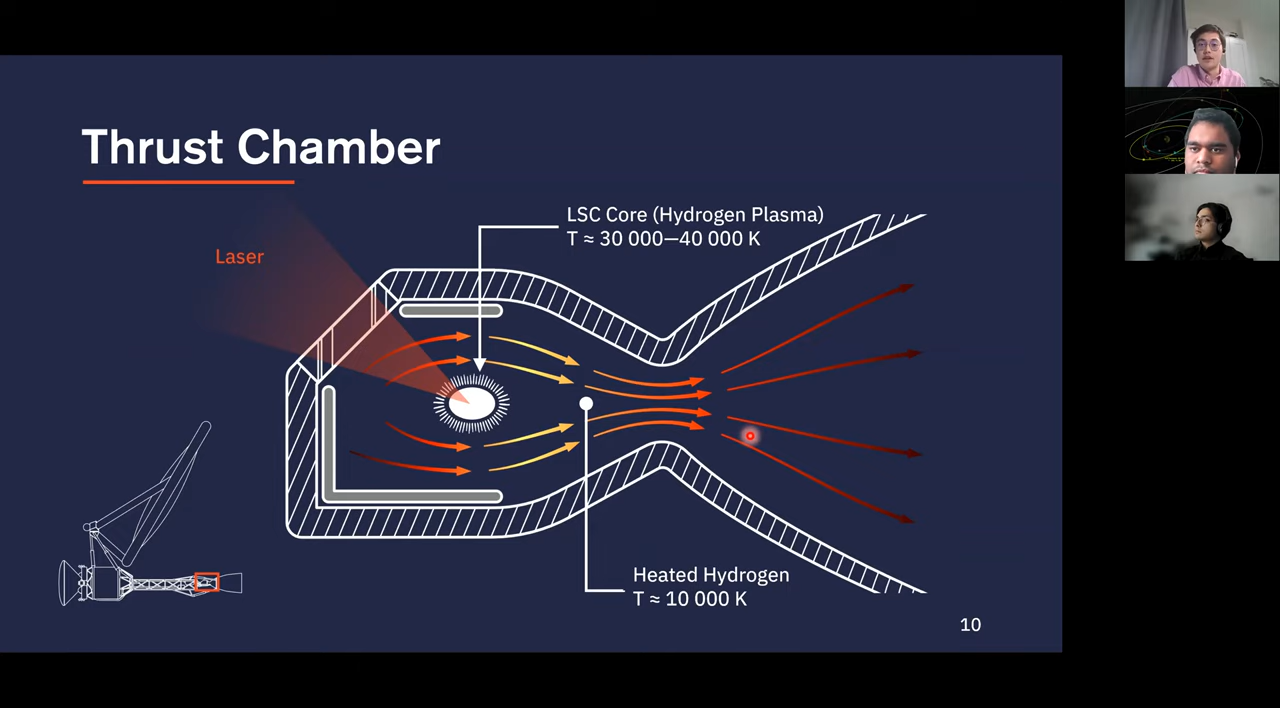 Thrust Chamber
LSC Core (Hydrogen Plasma)
T ≈ 30 000—40 000 K
Laser
Heated Hydrogen
T ≈ 10 000 K
10